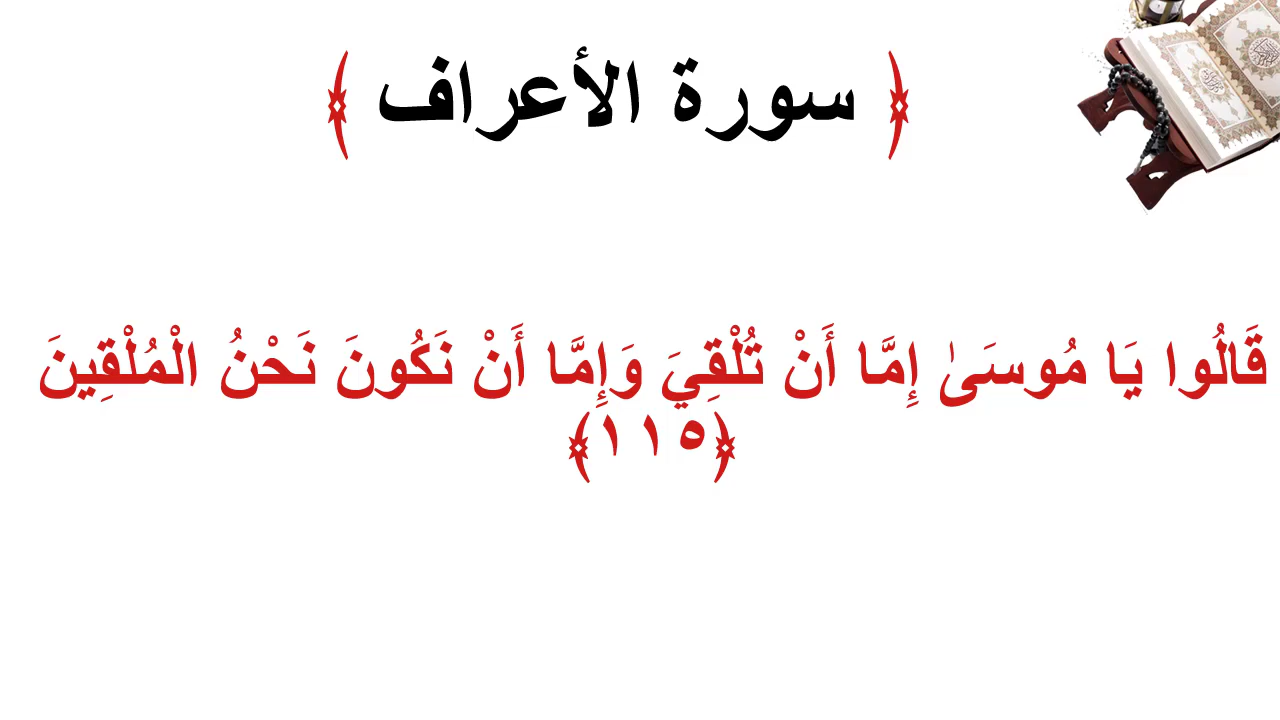 ﴿ سورة الأعراف ﴾
قَالُوا يَا مُوسَىٰ إِمَّا أَنْ تُلْقِيَ وَإِمَّا أَنْ نَكُونَ نَحْنُ الْمُلْقِينَ
﴿١١٥﴾